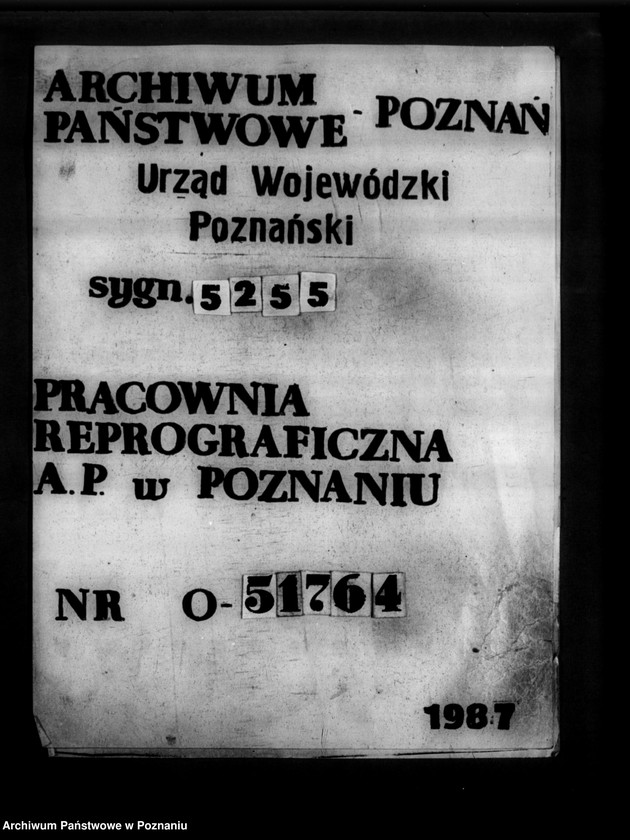 ARCHIWUM
PAŃSTWOWE - POZNAŃ
Urząd Wojewódzki
Poznański
sygn. 5255
PRACOWNIA
REPROGRAFICZNA
A.P. w POZNANIU
NR O-51764
1987
Archiwum Państwowe w Poznaniu